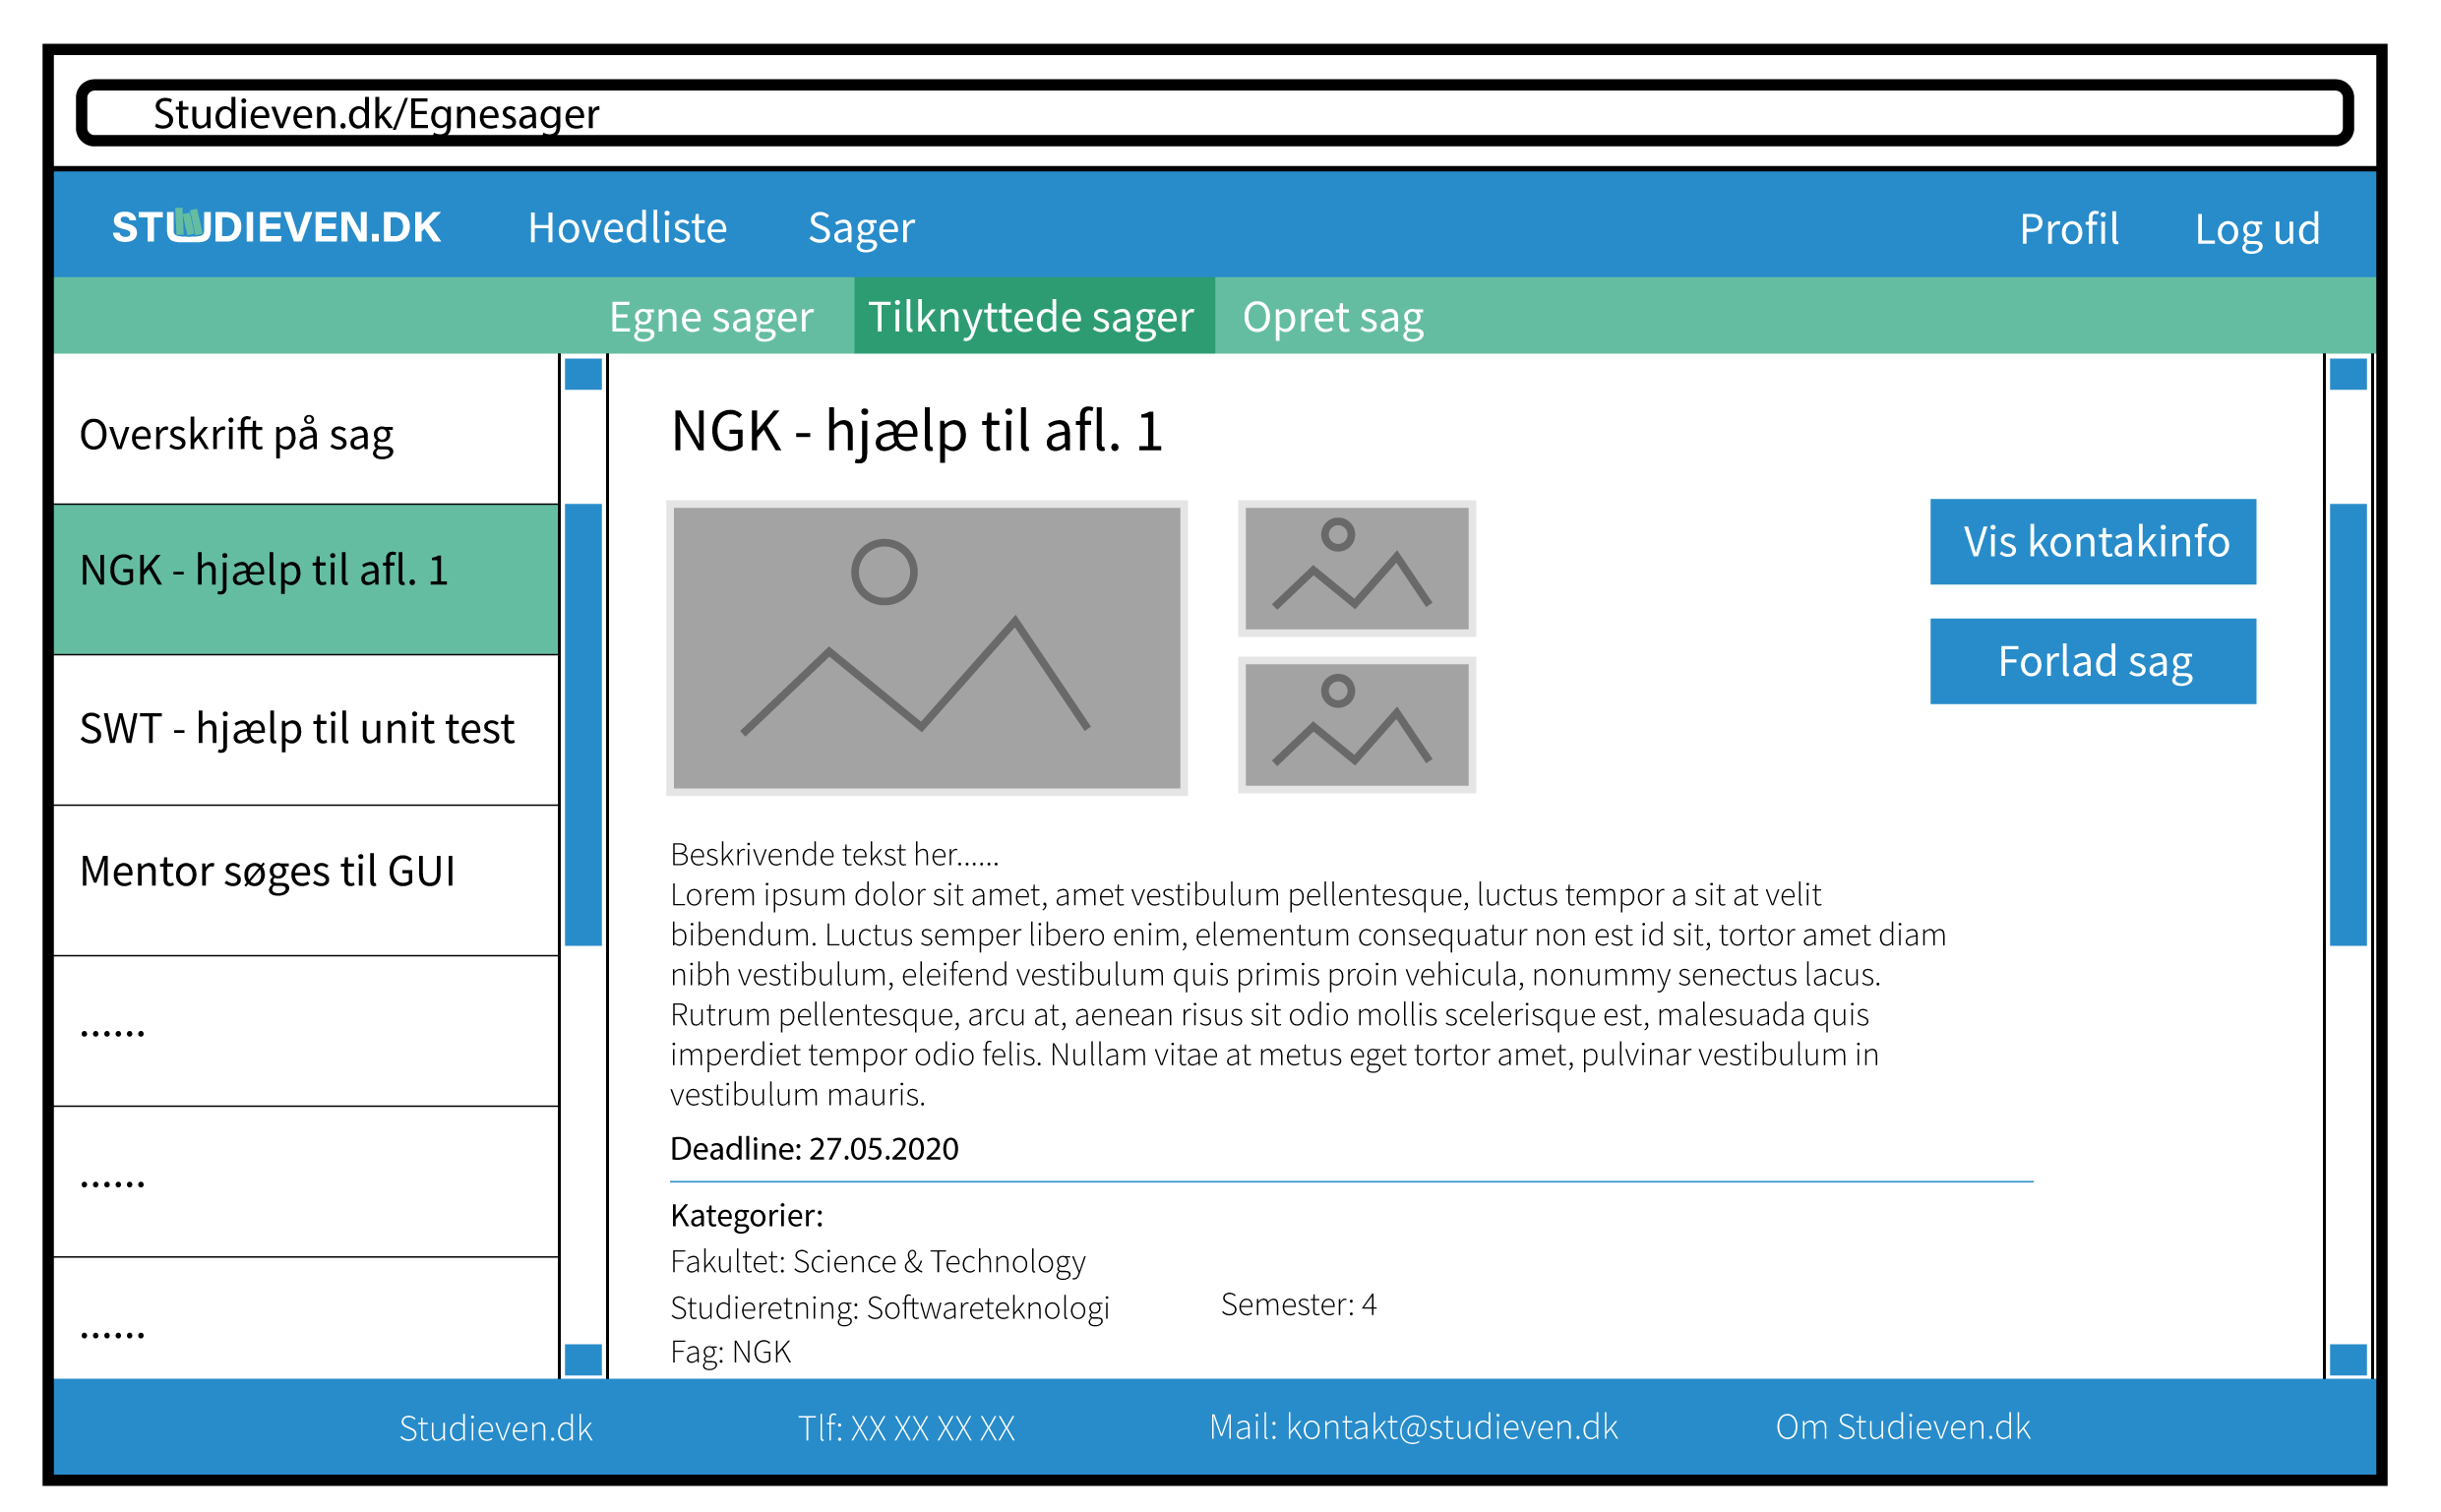 Studieven.dk/Egnesager
STUDIEVEN.DK Hovedliste Sager Profil Log ud
Egne sager Tilknyttede sager Opret sag
Overskrift på sag
NGK - hjælp til afl. 1
SWT - hjælp til unit test
Mentor søges til GUI
......
......
......
NGK - hjælp til afl. 1
Vis kontakinfo
Forlad sag
Beskrivende tekst her......
Lorem ipsum dolor sit amet, amet vestibulum pellentesque, luctus tempor a sit at velit
bibendum. Luctus semper libero enim, elementum consequatur non est id sit, tortor amet diam
nibh vestibulum, eleifend vestibulum quis primis proin vehicula, nonummy senectus lacus.
Rutrum pellentesque, arcu at, aenean risus sit odio mollis scelerisque est, malesuada quis
imperdiet tempor odio felis. Nullam vitae at metus eget tortor amet, pulvinar vestibulum in
vestibulum mauris.
Deadline: 27.05.2020
Kategorier:
Fakultet: Science & Technology
Studieretning: Softwareteknologi Semester: 4
Fag: NGK
Studieven.dk Tlf: XX XX XX XX Mail: kontakt@studieven.dk Om Studieven.dk